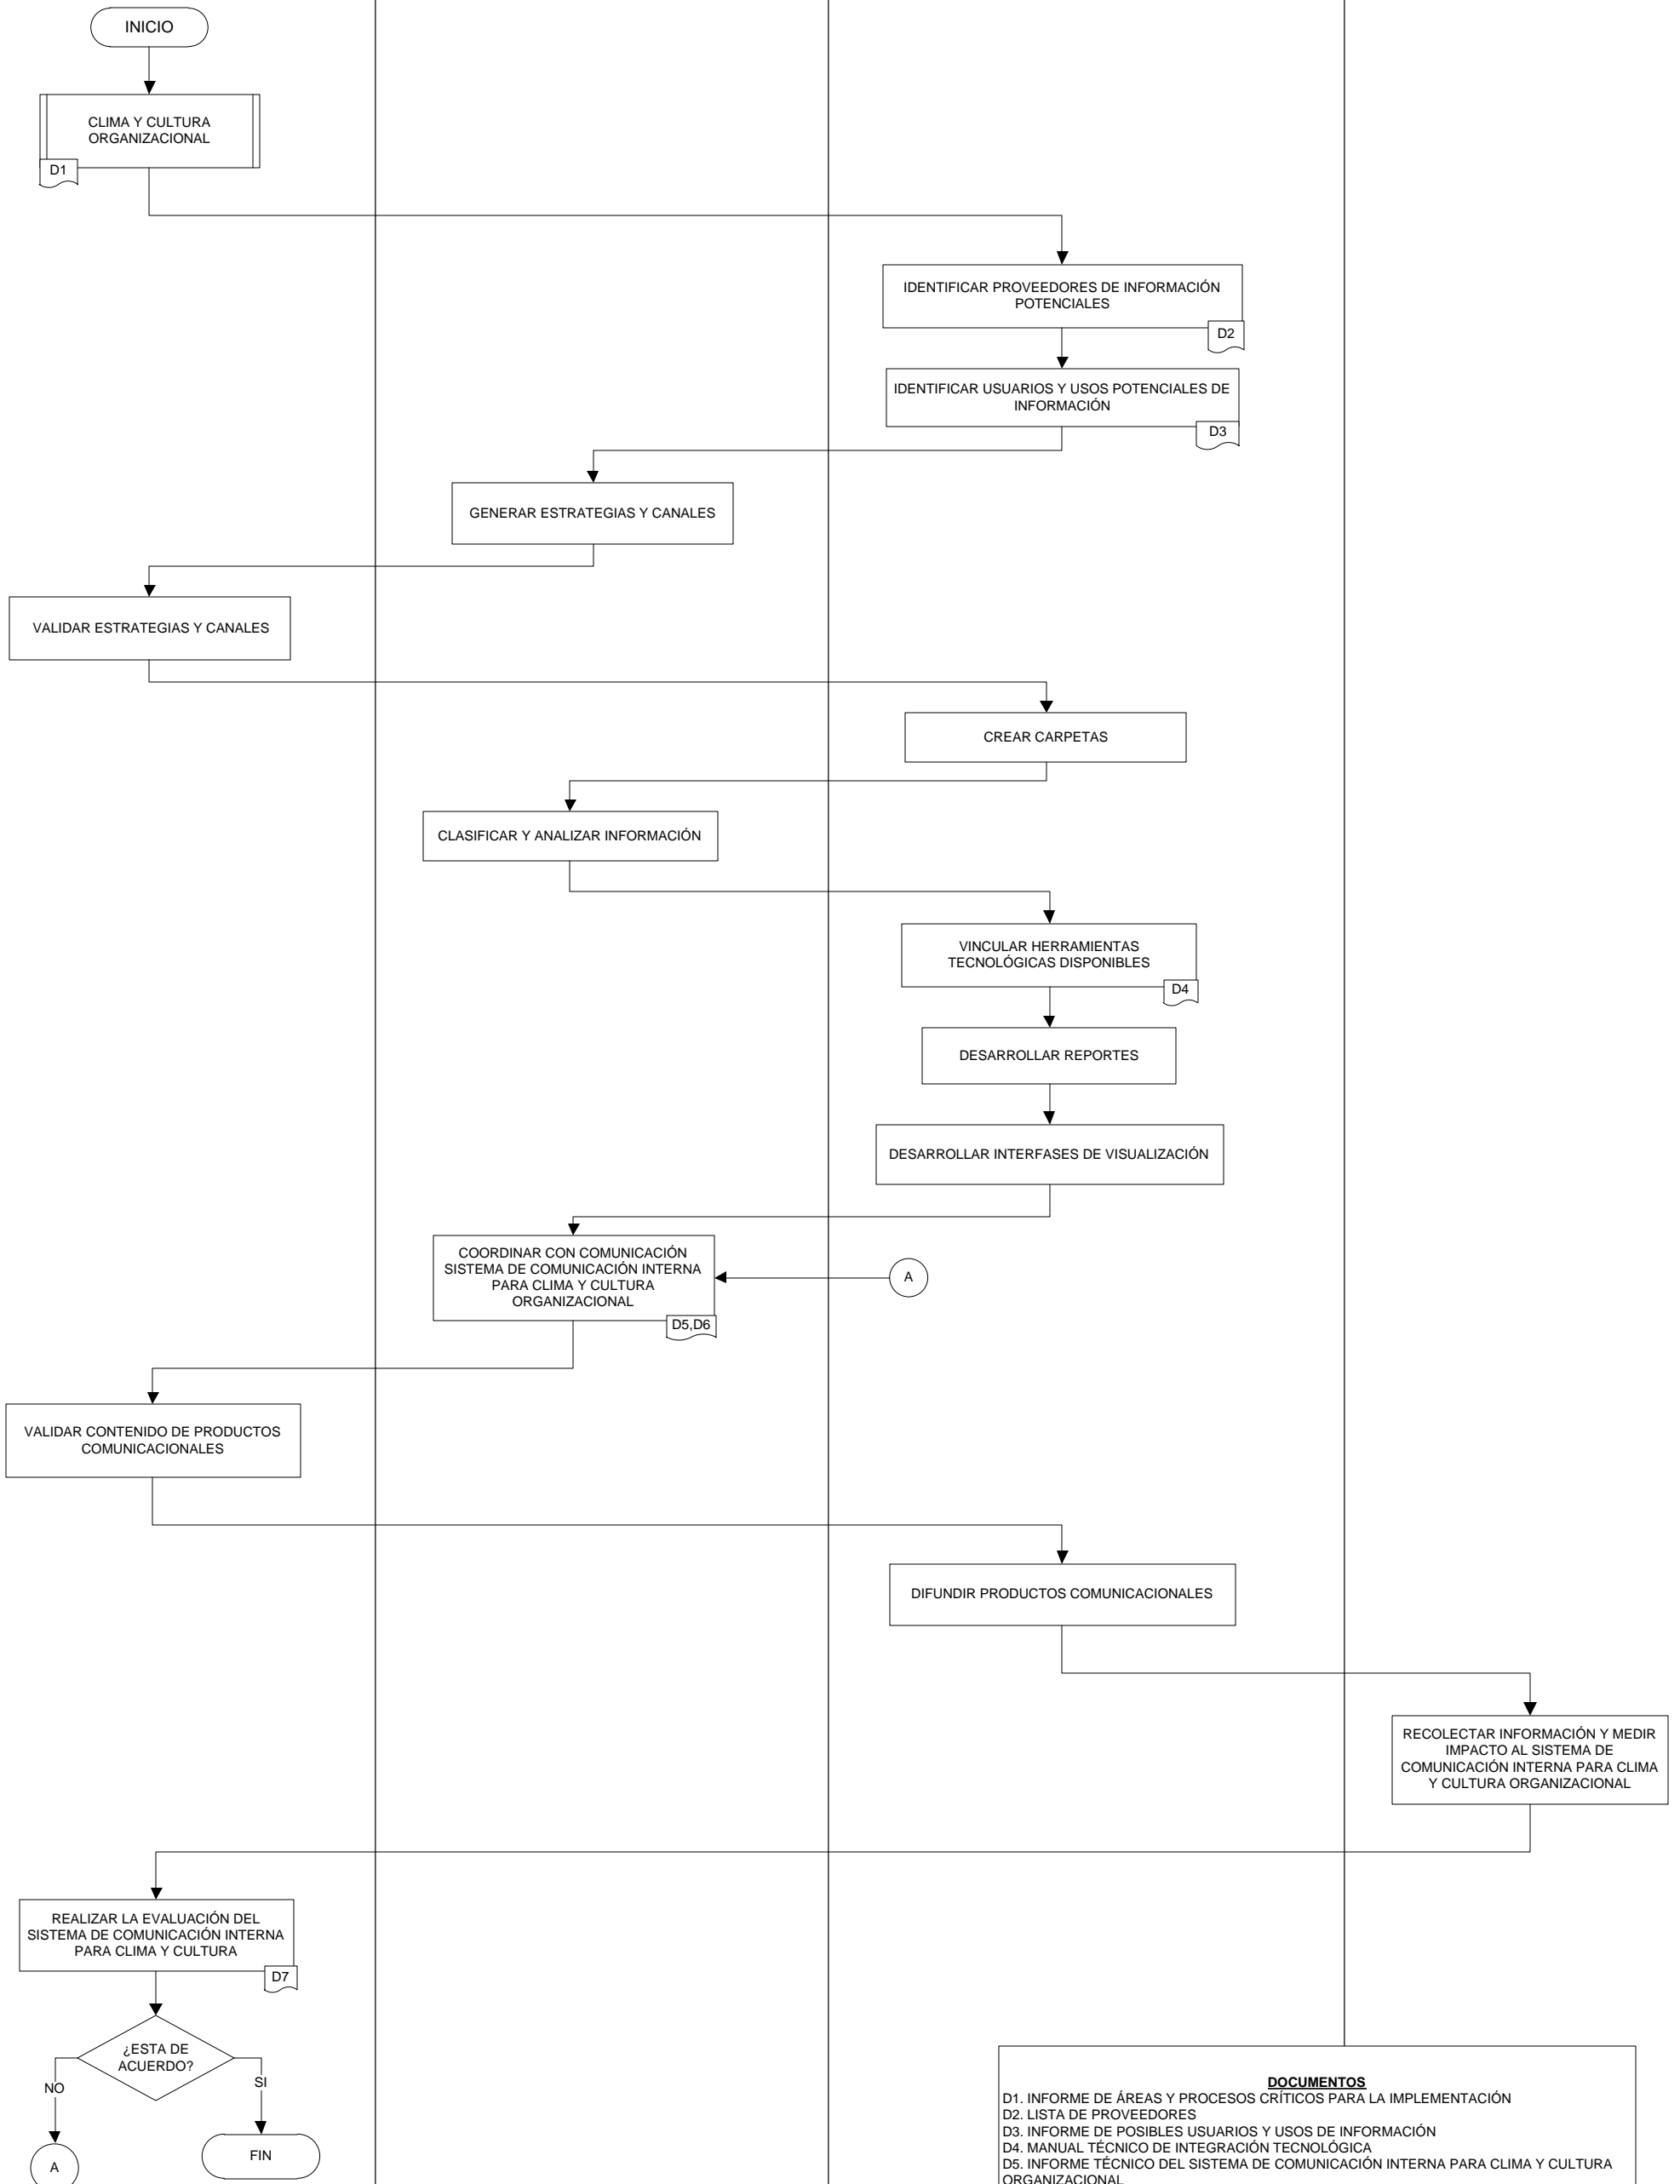 INICIO
CLIMA Y CULTURA
ORGANIZACIONAL
D1
IDENTIFICAR PROVEEDORES DE INFORMACIÓN
POTENCIALES
D2
IDENTIFICAR USUARIOS Y USOS POTENCIALES DE
INFORMACIÓN
D3
GENERAR ESTRATEGIAS Y CANALES
VALIDAR ESTRATEGIAS Y CANALES
CREAR CARPETAS
CLASIFICAR Y ANALIZAR INFORMACIÓN
VINCULAR HERRAMIENTAS
TECNOLÓGICAS DISPONIBLES
D4
DESARROLLAR REPORTES
DESARROLLAR INTERFASES DE VISUALIZACIÓN
COORDINAR CON COMUNICACIÓN
SISTEMA DE COMUNICACIÓN INTERNA
PARA CLIMA Y CULTURA
ORGANIZACIONAL
D5,D6
A
VALIDAR CONTENIDO DE PRODUCTOS
COMUNICACIONALES
DIFUNDIR PRODUCTOS COMUNICACIONALES
RECOLECTAR INFORMACIÓN Y MEDIR
IMPACTO AL SISTEMA DE
COMUNICACIÓN INTERNA PARA CLIMA
Y CULTURA ORGANIZACIONAL
REALIZAR LA EVALUACIÓN DEL
SISTEMA DE COMUNICACIÓN INTERNA
PARA CLIMA Y CULTURA
D7
¿ESTA DE
ACUERDO?
NO
SI
A
FIN
DOCUMENTOS
D1. INFORME DE ÁREAS Y PROCESOS CRÍTICOS PARA LA IMPLEMENTACIÓN
D2. LISTA DE PROVEEDORES
D3. INFORME DE POSIBLES USUARIOS Y USOS DE INFORMACIÓN
D4. MANUAL TÉCNICO DE INTEGRACIÓN TECNOLÓGICA
D5. INFORME TÉCNICO DEL SISTEMA DE COMUNICACIÓN INTERNA PARA CLIMA Y CULTURA
ORGANIZACIONAL